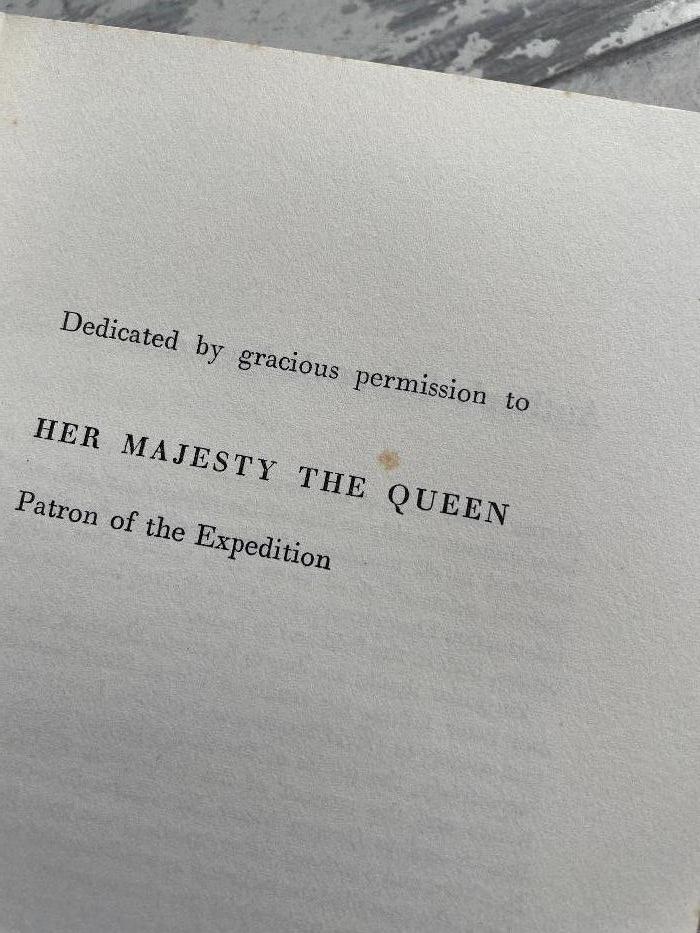 Dedicated by gracious permission to
HER MAJESTY THE QUEEN
Patron of the Expedition